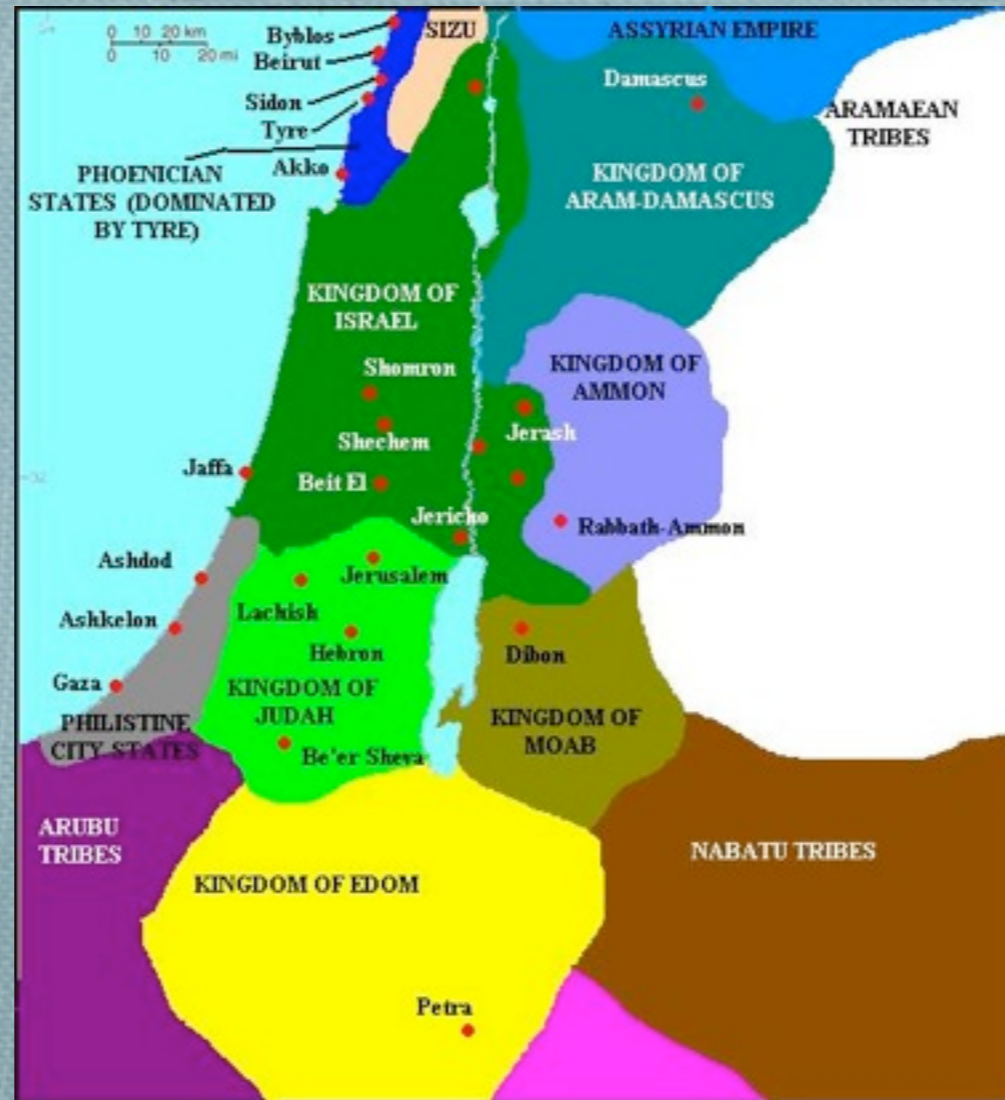 0 10 20 km
0 10 20 mi
Byblos
Beirut
Sidon
Tyre
Akko
PHOENICIAN
STATES (DOMINATED
BY TYRE)
SIZU
ASSYRIAN EMPIRE
Damascus
ARAMAEAN
TRIBES
KINGDOM OF
ARAM-DAMASCUS
KINGDOM OF
ISRAEL
Shomron
Shechem
Beit El
Jericho
Jaffa
Jerash
KINGDOM OF
AMMON
Rabbath-Ammon
Ashdod
Ashkelon
Gaza
PHILISTINE
CITY-STATES
Jerusalem
Lachish
Hebron
KINGDOM OF
JUDAH
Be'er Sheva
Dibon
KINGDOM OF
MOAB
ARUBU
TRIBES
KINGDOM OF EDOM
Petra
NABATU TRIBES